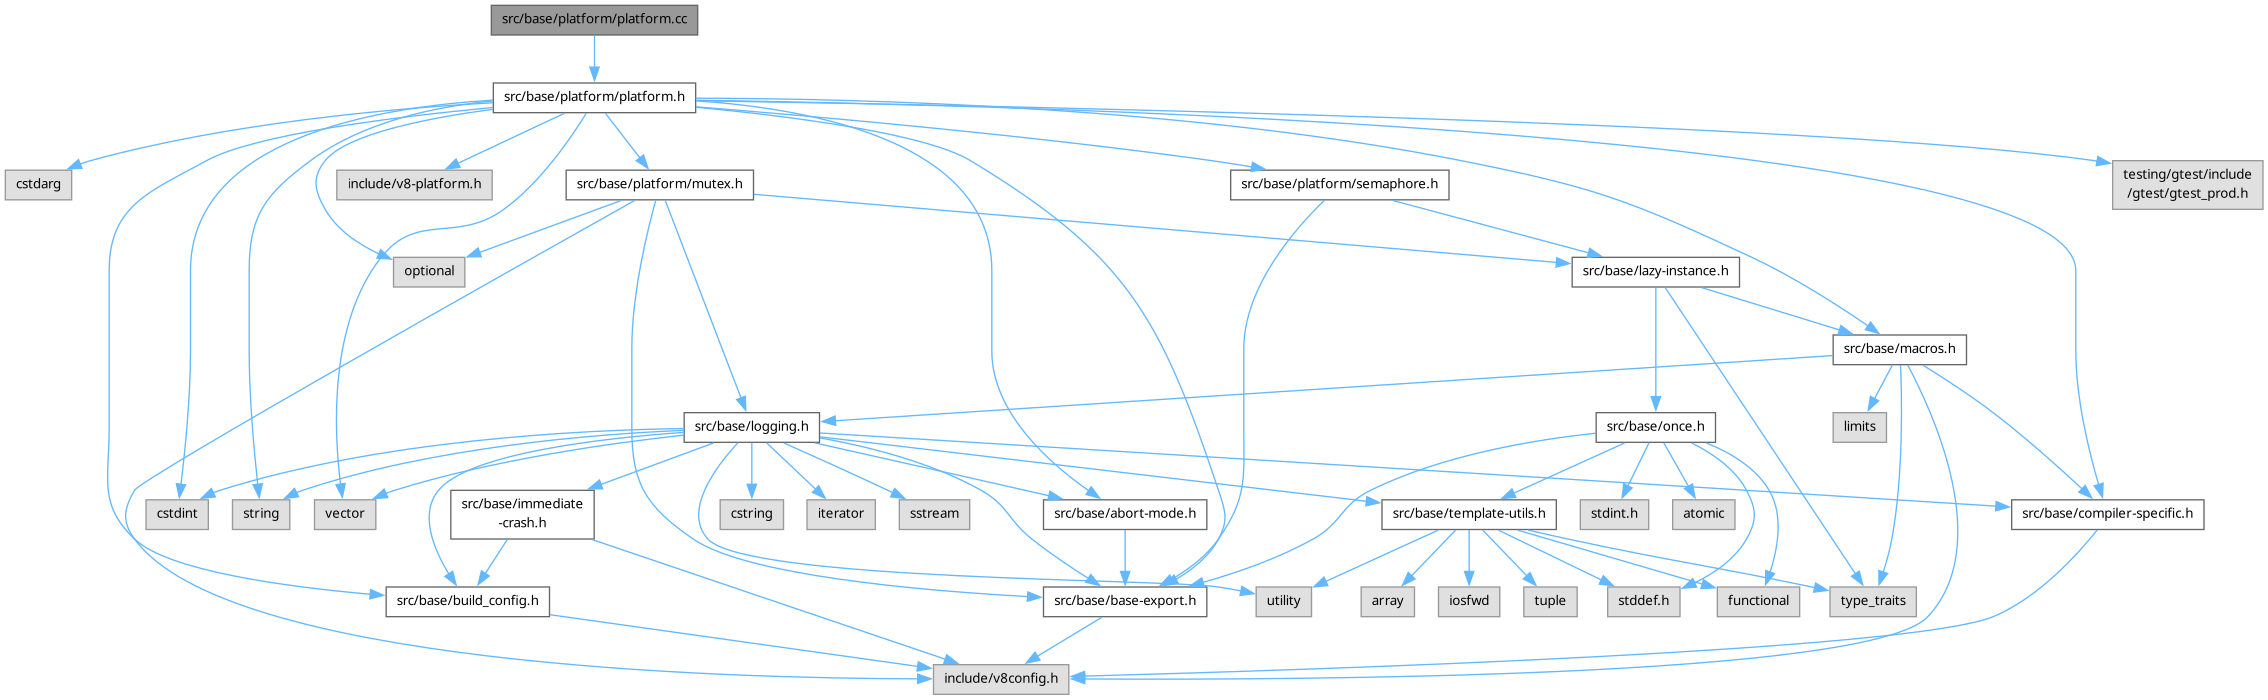 src/base/platform/platform.cc
src/base/platform/platform.h
cstdarg
include/v8-platform.h
src/base/platform/mutex.h
src/base/platform/semaphore.h
testing/gtest/include
/gtest/gtest_prod.h
optional
src/base/lazy-instance.h
src/base/macros.h
src/base/logging.h
src/base/once.h
limits
cstdint
string
vector
src/base/immediate
-crash.h
cstring
iterator
sstream
src/base/abort-mode.h
src/base/template-utils.h
stdint.h
atomic
src/base/compiler-specific.h
src/base/build_config.h
src/base/base-export.h
utility
array
iosfwd
tuple
stddef.h
functional
type_traits
include/v8config.h